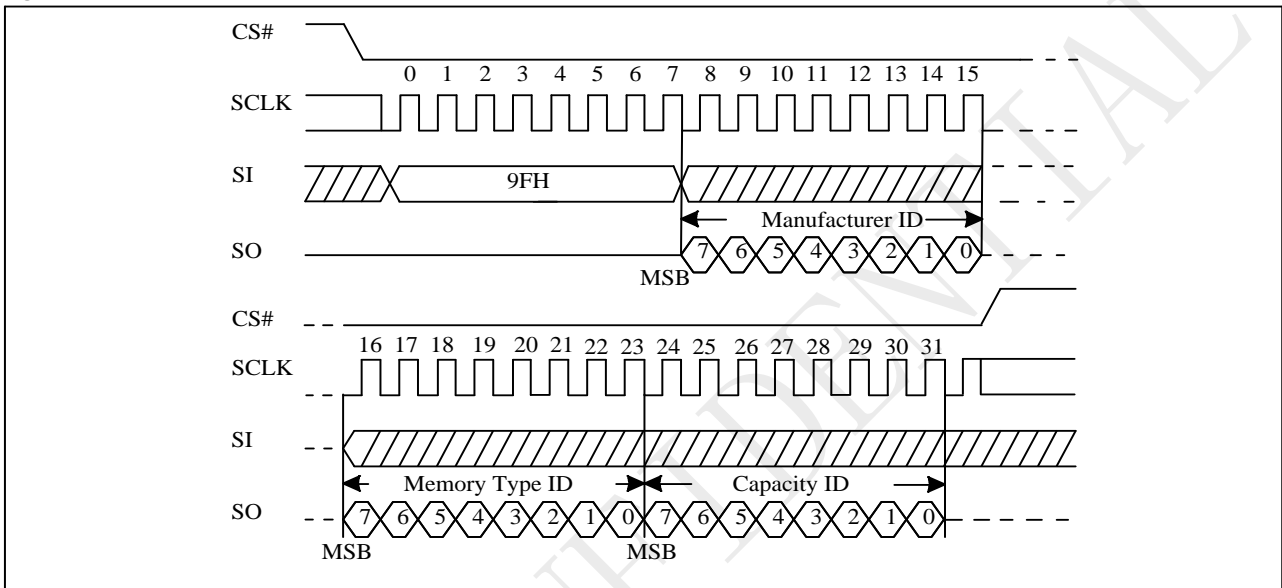 CS#
0 1 2 3 4 5 6 7 8 9 10 11 12 13 14 15
SCLK
SI
9FH
Manufacturer ID
SO
7 6 5 4 3 2 1 0
MSB
CS#
16 17 18 19 20 21 22 23 24 25 26 27 28 29 30 31
SCLK
SI
Memory Type ID Capacity ID
SO
7 6 5 4 3 2 1 0 7 6 5 4 3 2 1 0
MSB MSB